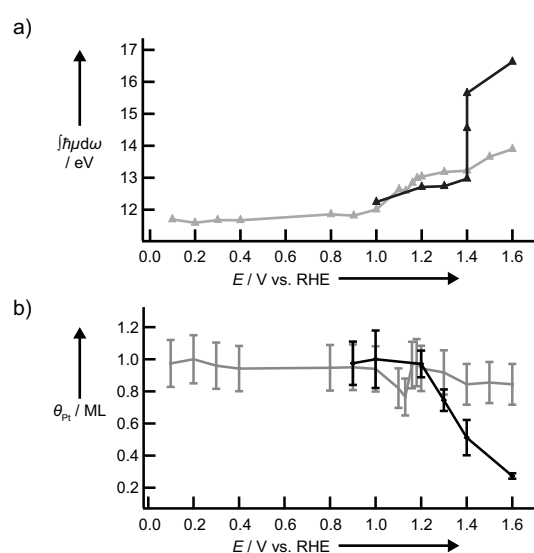 a)
17
16
15
14
13
12
∫ħμdω
/ eV
0.0 0.2 0.4 0.6 0.8 1.0 1.2 1.4 1.6
E / V vs. RHE
b)
1.2
1.0
0.8
0.6
0.4
0.2
θPt / ML
0.0 0.2 0.4 0.6 0.8 1.0 1.2 1.4 1.6
E / V vs. RHE